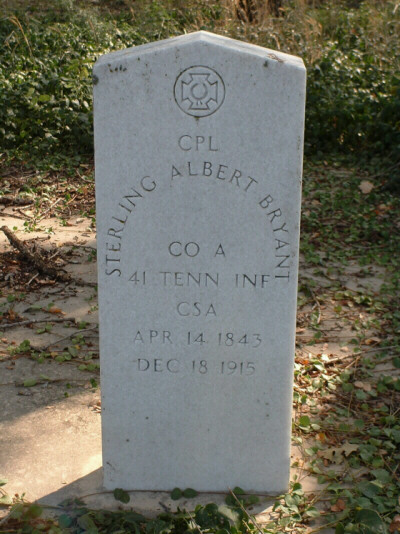 CPL
STERLING ALBERT BRYANT
CO A
41 TENN INF
CSA
APR 14 1843
DEC 18 1915